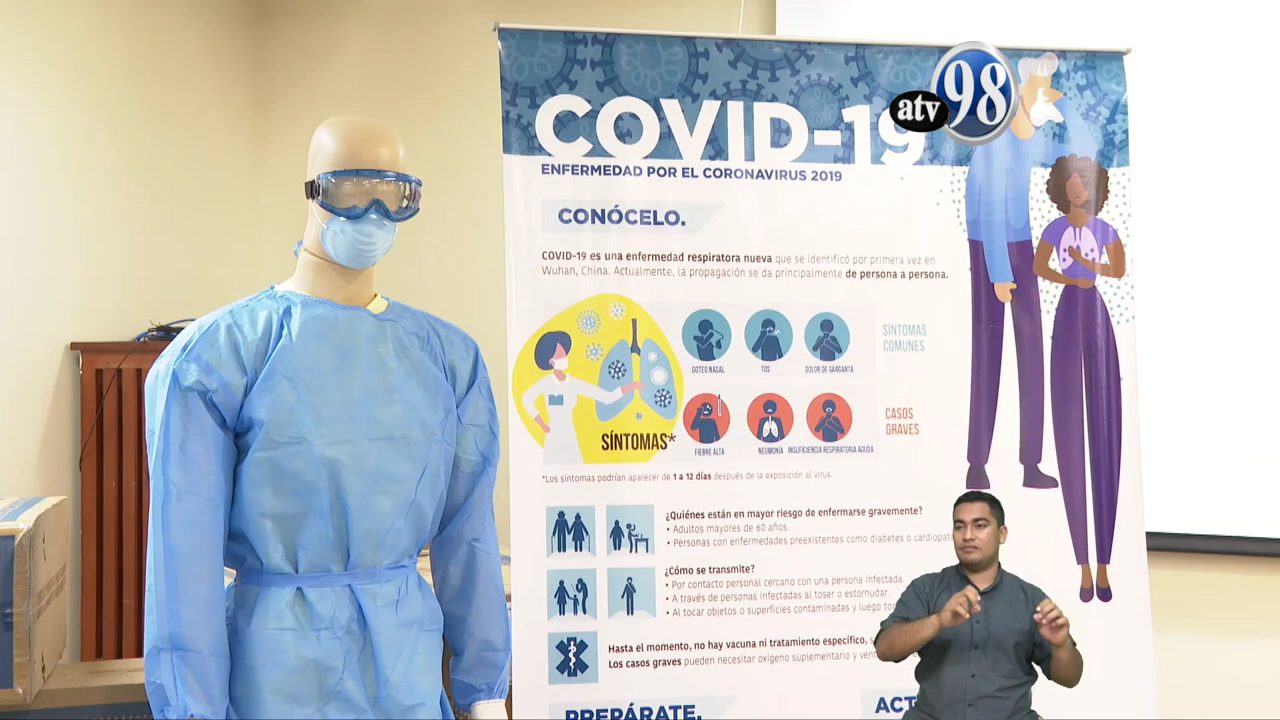 atv 98
COVID-19
ENFERMEDAD POR EL CORONAVIRUS 2019
CONÓCELO.
COVID-19 es una enfermedad respiratora nueva que se identificó por primera vez en
Wuhan, China. Actualmente, la propagación se da principalmente de persona a persona.
GOTEO NASAL
TOS
DOLOR DE GARGANTA
SÍNTOMAS
COMUNES
SÍNTOMAS*
FIEBRE ALTA
NEUMONÍA
INSUFICIENCIA RESPIRATORIA AGUDA
CASOS
GRAVES
*Los síntomas podrían aparecer de 1 a 12 días después de la exposición al virus.
¿Quiénes están en mayor riesgo de enfermarse gravemente?
• Adultos mayores de 60 años.
• Personas con enfermedades preexistentes como diabetes o
¿Cómo se transmite?
• Por contacto personal cercano con una persona infectada.
• A través de personas infectadas al toser o estornudar.
• Al tocar objetos o superficies contaminadas y luego
Hasta el momento, no hay vacuna ni tratamiento específico,
Los casos graves pueden necesitar oxígeno suplementario y
PREPÁRATE.